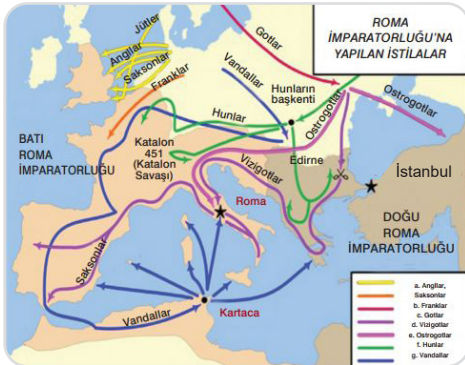 ROMA
İMPARATORLUĞU'NA
YAPILAN İSTİLALAR
Jütler
Angllar
Saksonlar
Franklar
Gotlar
Vandallar
Hunların
başkenti
Hunlar
Ostrogotlar
Ostrogotlar
Katalon
451 (Katalon
Savaşı)
BATI
ROMA
İMPARATORLUĞU
Vizigotlar
Edirne
İstanbul
Roma
DOĞU
ROMA
İMPARATORLUĞU
Saksonlar
Vandallar
Kartaca
a. Angllar,
Saksonlar
b. Franklar
c. Gotlar
d. Vizigotlar
e. Ostrogotlar
f. Hunlar
g. Vandallar